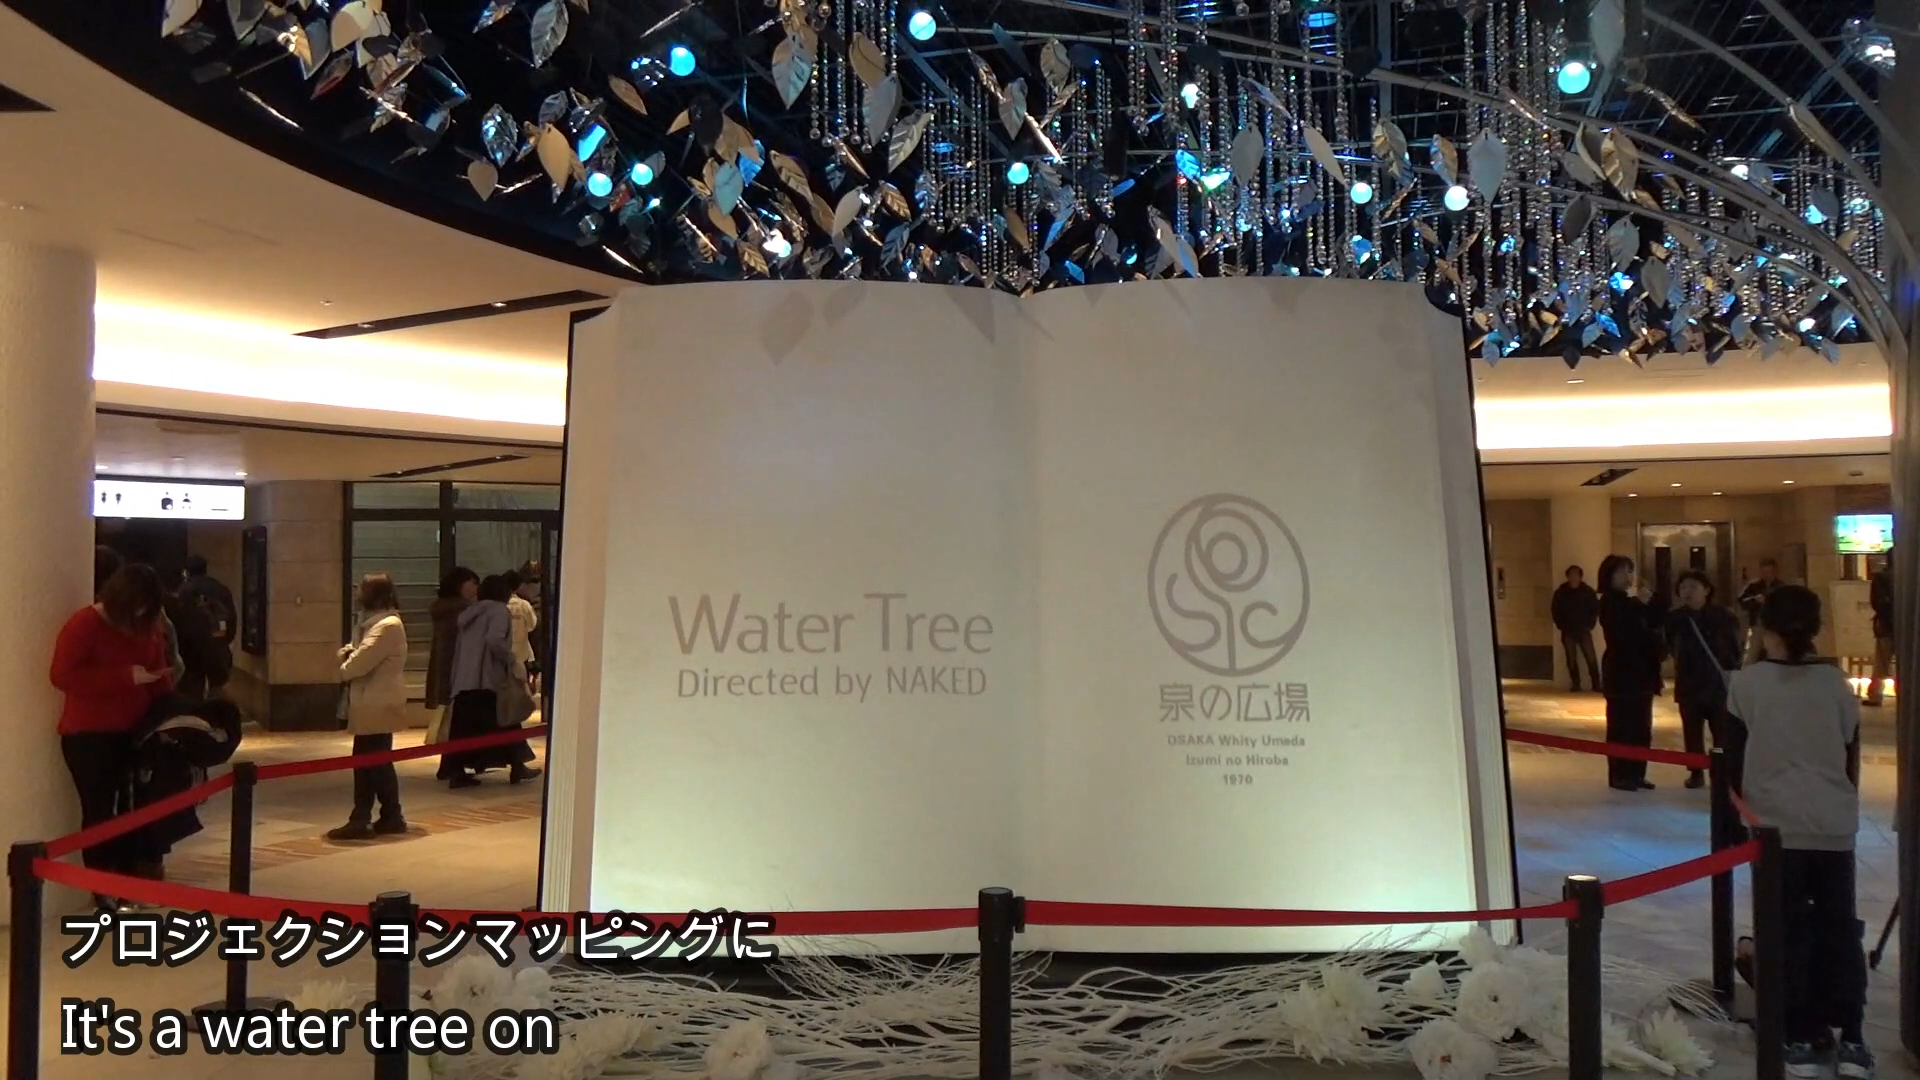 Water Tree
Directed by NAKED
泉の広場
OSAKA Whity Umeda
Izumi no Hiroba
1970
プロジェクションマッピングに
It's a water tree on